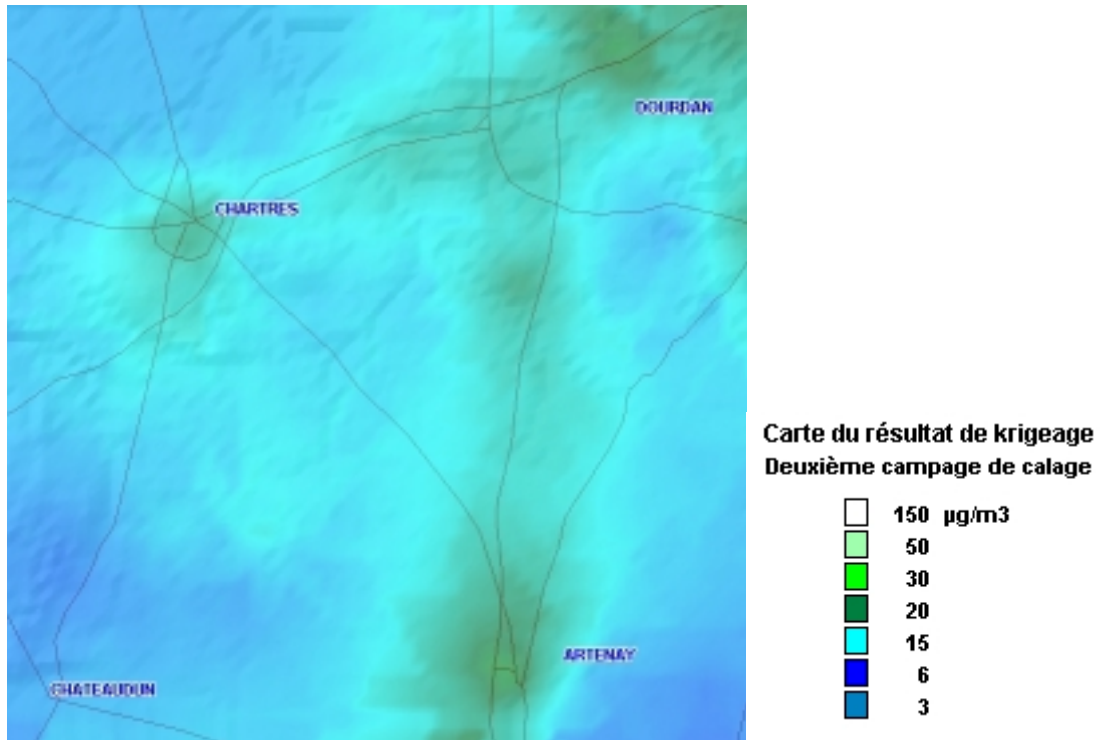 DOURDAN
CHARTRES
ARTENAY
CHATEAUDUN
Carte du résultat de krigeage
Deuxième campage de calage
150 µg/m3
50
30
20
15
6
3